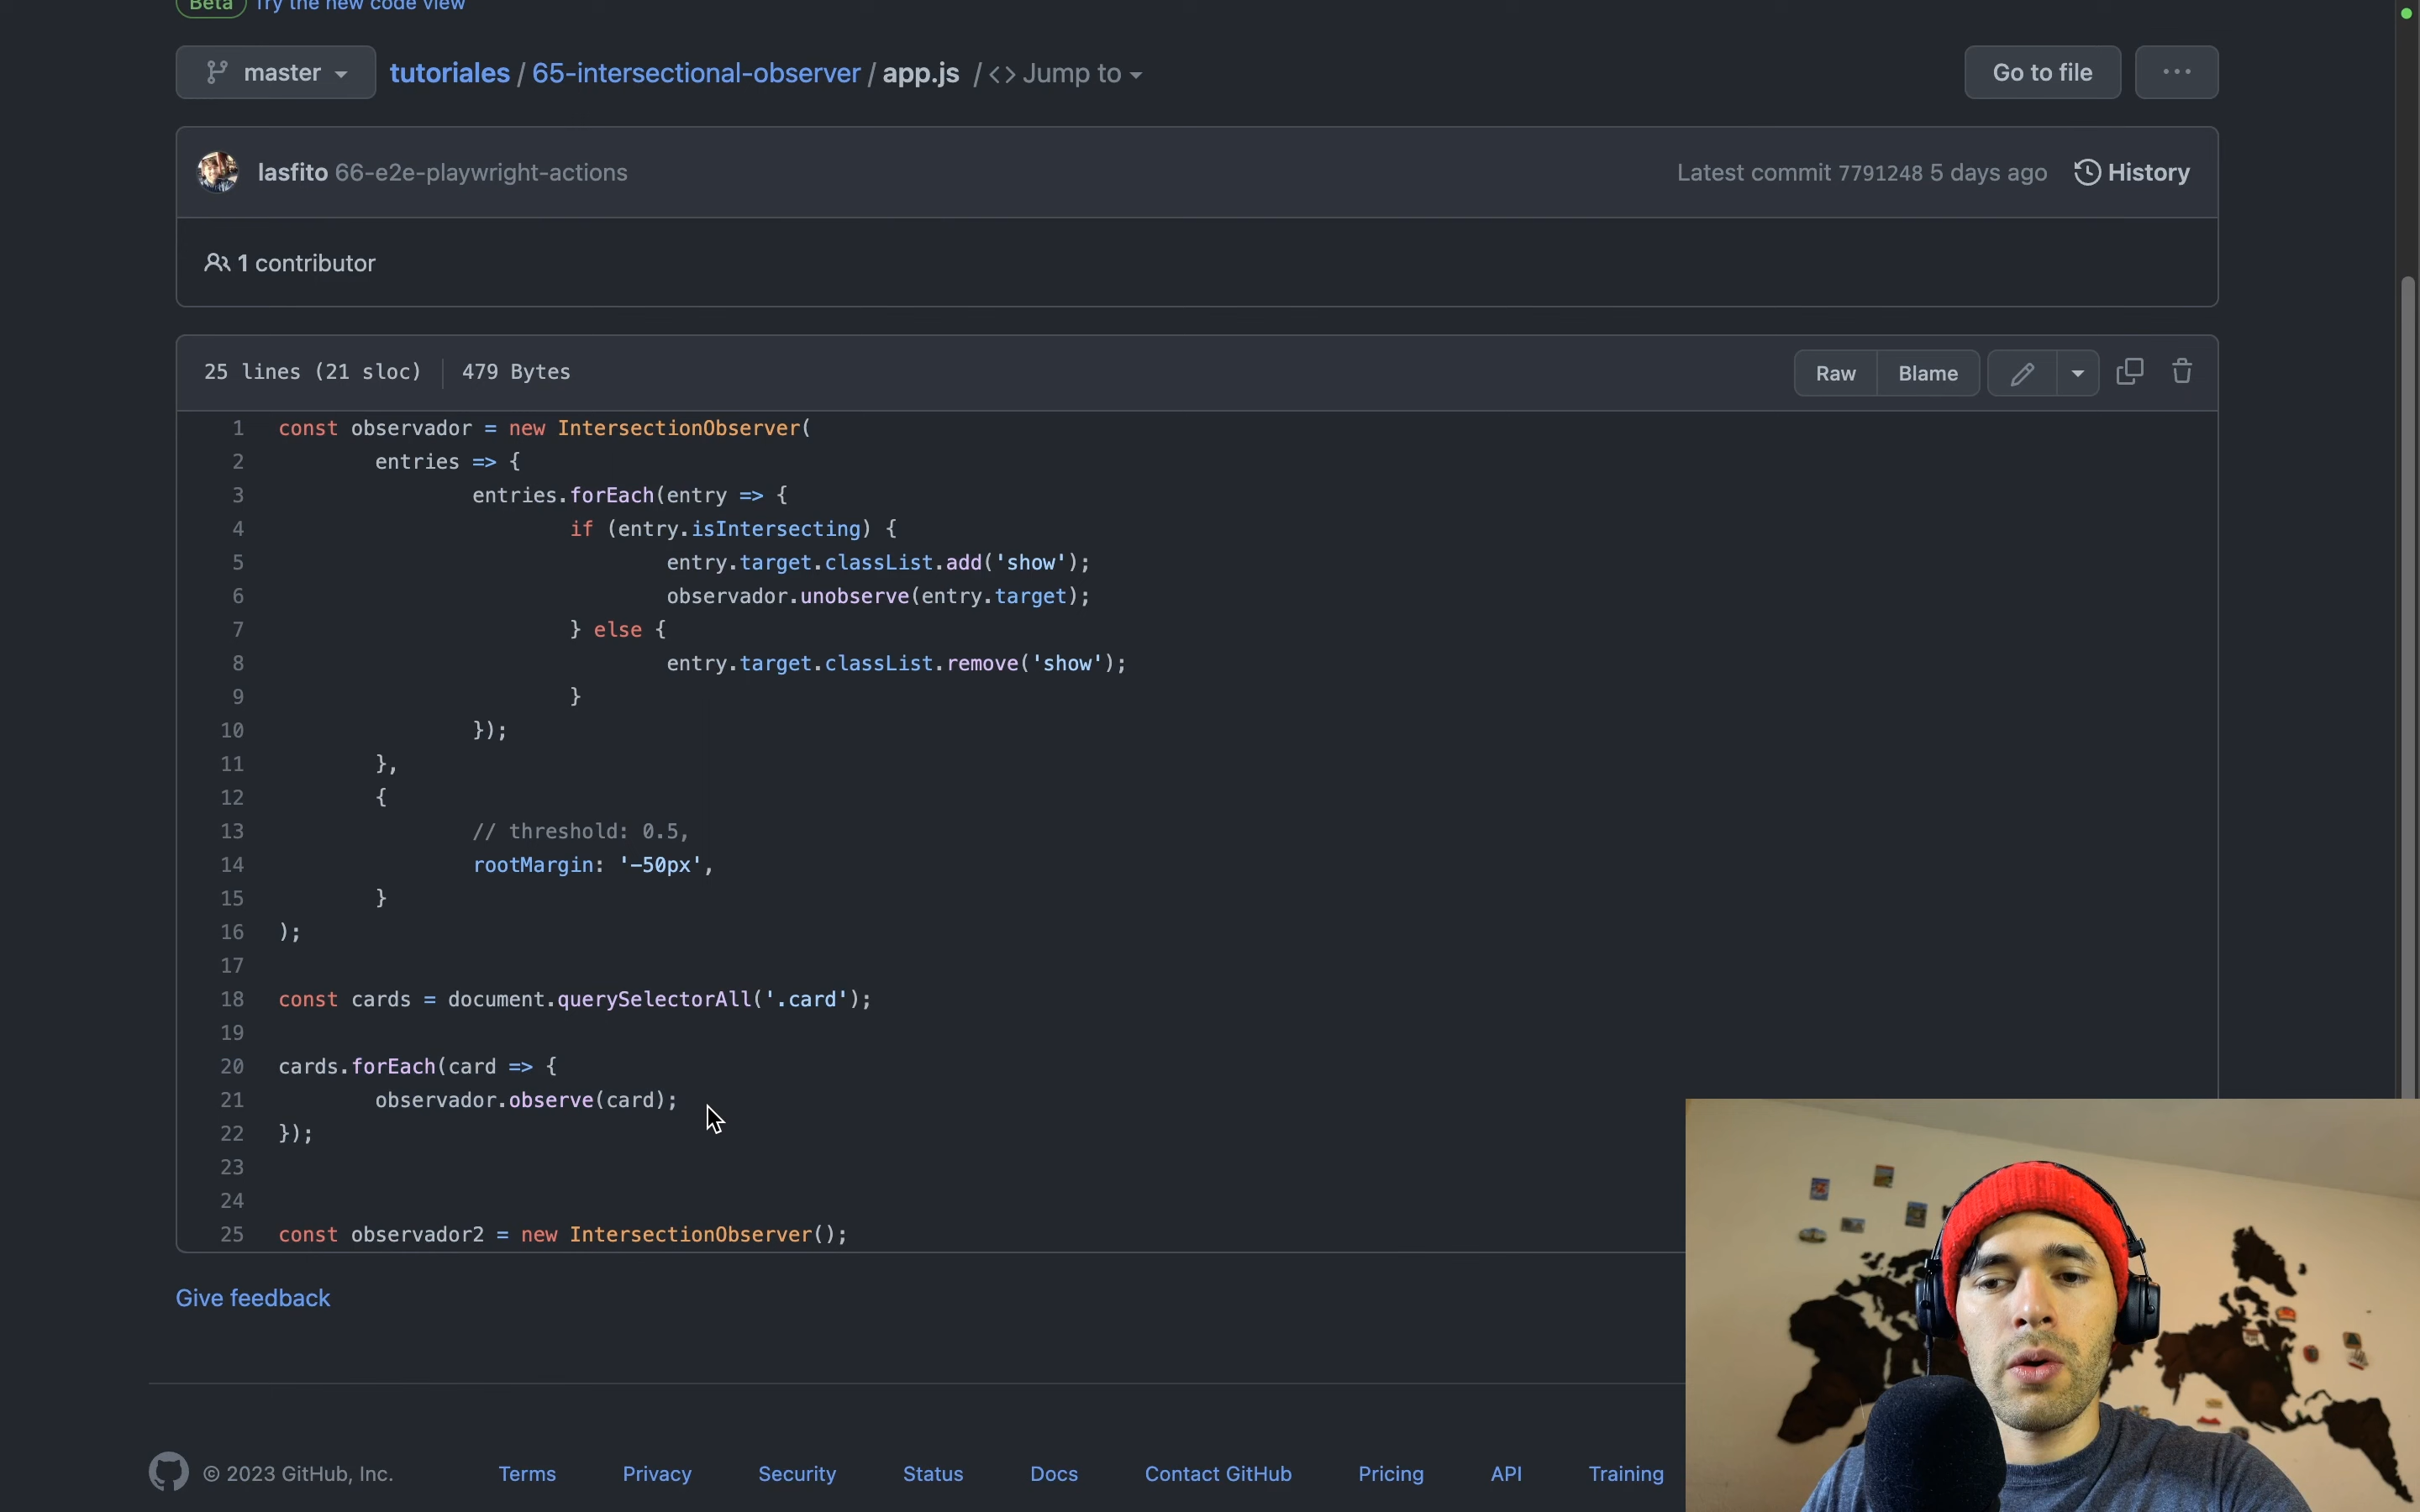 Beta Try the new code view
master tutoriales / 65-intersectional-observer / app.js / <> Jump to Go to file ...
lasfito 66-e2e-playwright-actions Latest commit 7791248 5 days ago History
1 contributor
25 lines (21 sloc) 479 Bytes Raw Blame
1 const observador = new IntersectionObserver(
2 entries => {
3 entries.forEach(entry => {
4 if (entry.isIntersecting) {
5 entry.target.classList.add('show');
6 observador.unobserve(entry.target);
7 } else {
8 entry.target.classList.remove('show');
9 }
10 });
11 },
12 {
13 // threshold: 0.5,
14 rootMargin: '-50px',
15 }
16 );
17
18 const cards = document.querySelectorAll('.card');
19
20 cards.forEach(card => {
21 observador.observe(card);
22 });
23
24
25 const observador2 = new IntersectionObserver();
Give feedback
© 2023 GitHub, Inc. Terms Privacy Security Status Docs Contact GitHub Pricing API Training